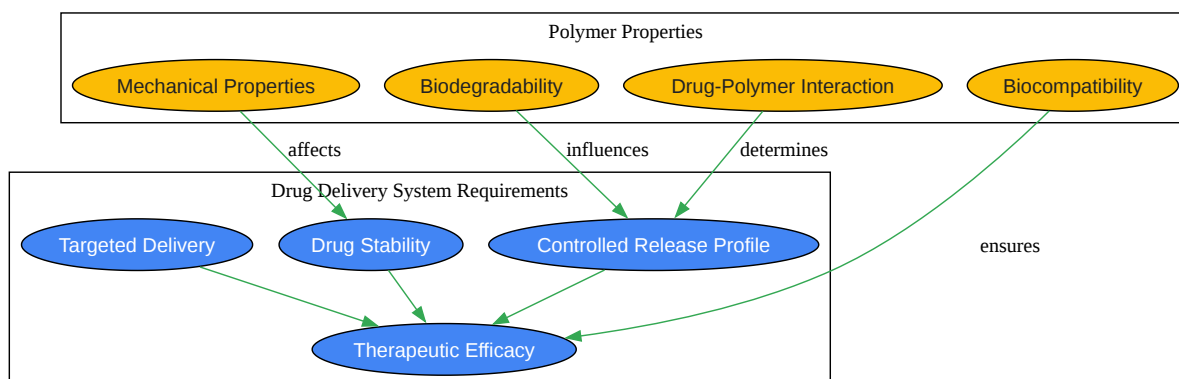 Polymer Properties
Mechanical Properties
Biodegradability
Drug-Polymer Interaction
Biocompatibility
affects
influences
determines
Drug Delivery System Requirements
Targeted Delivery
Drug Stability
Controlled Release Profile
ensures
Therapeutic Efficacy